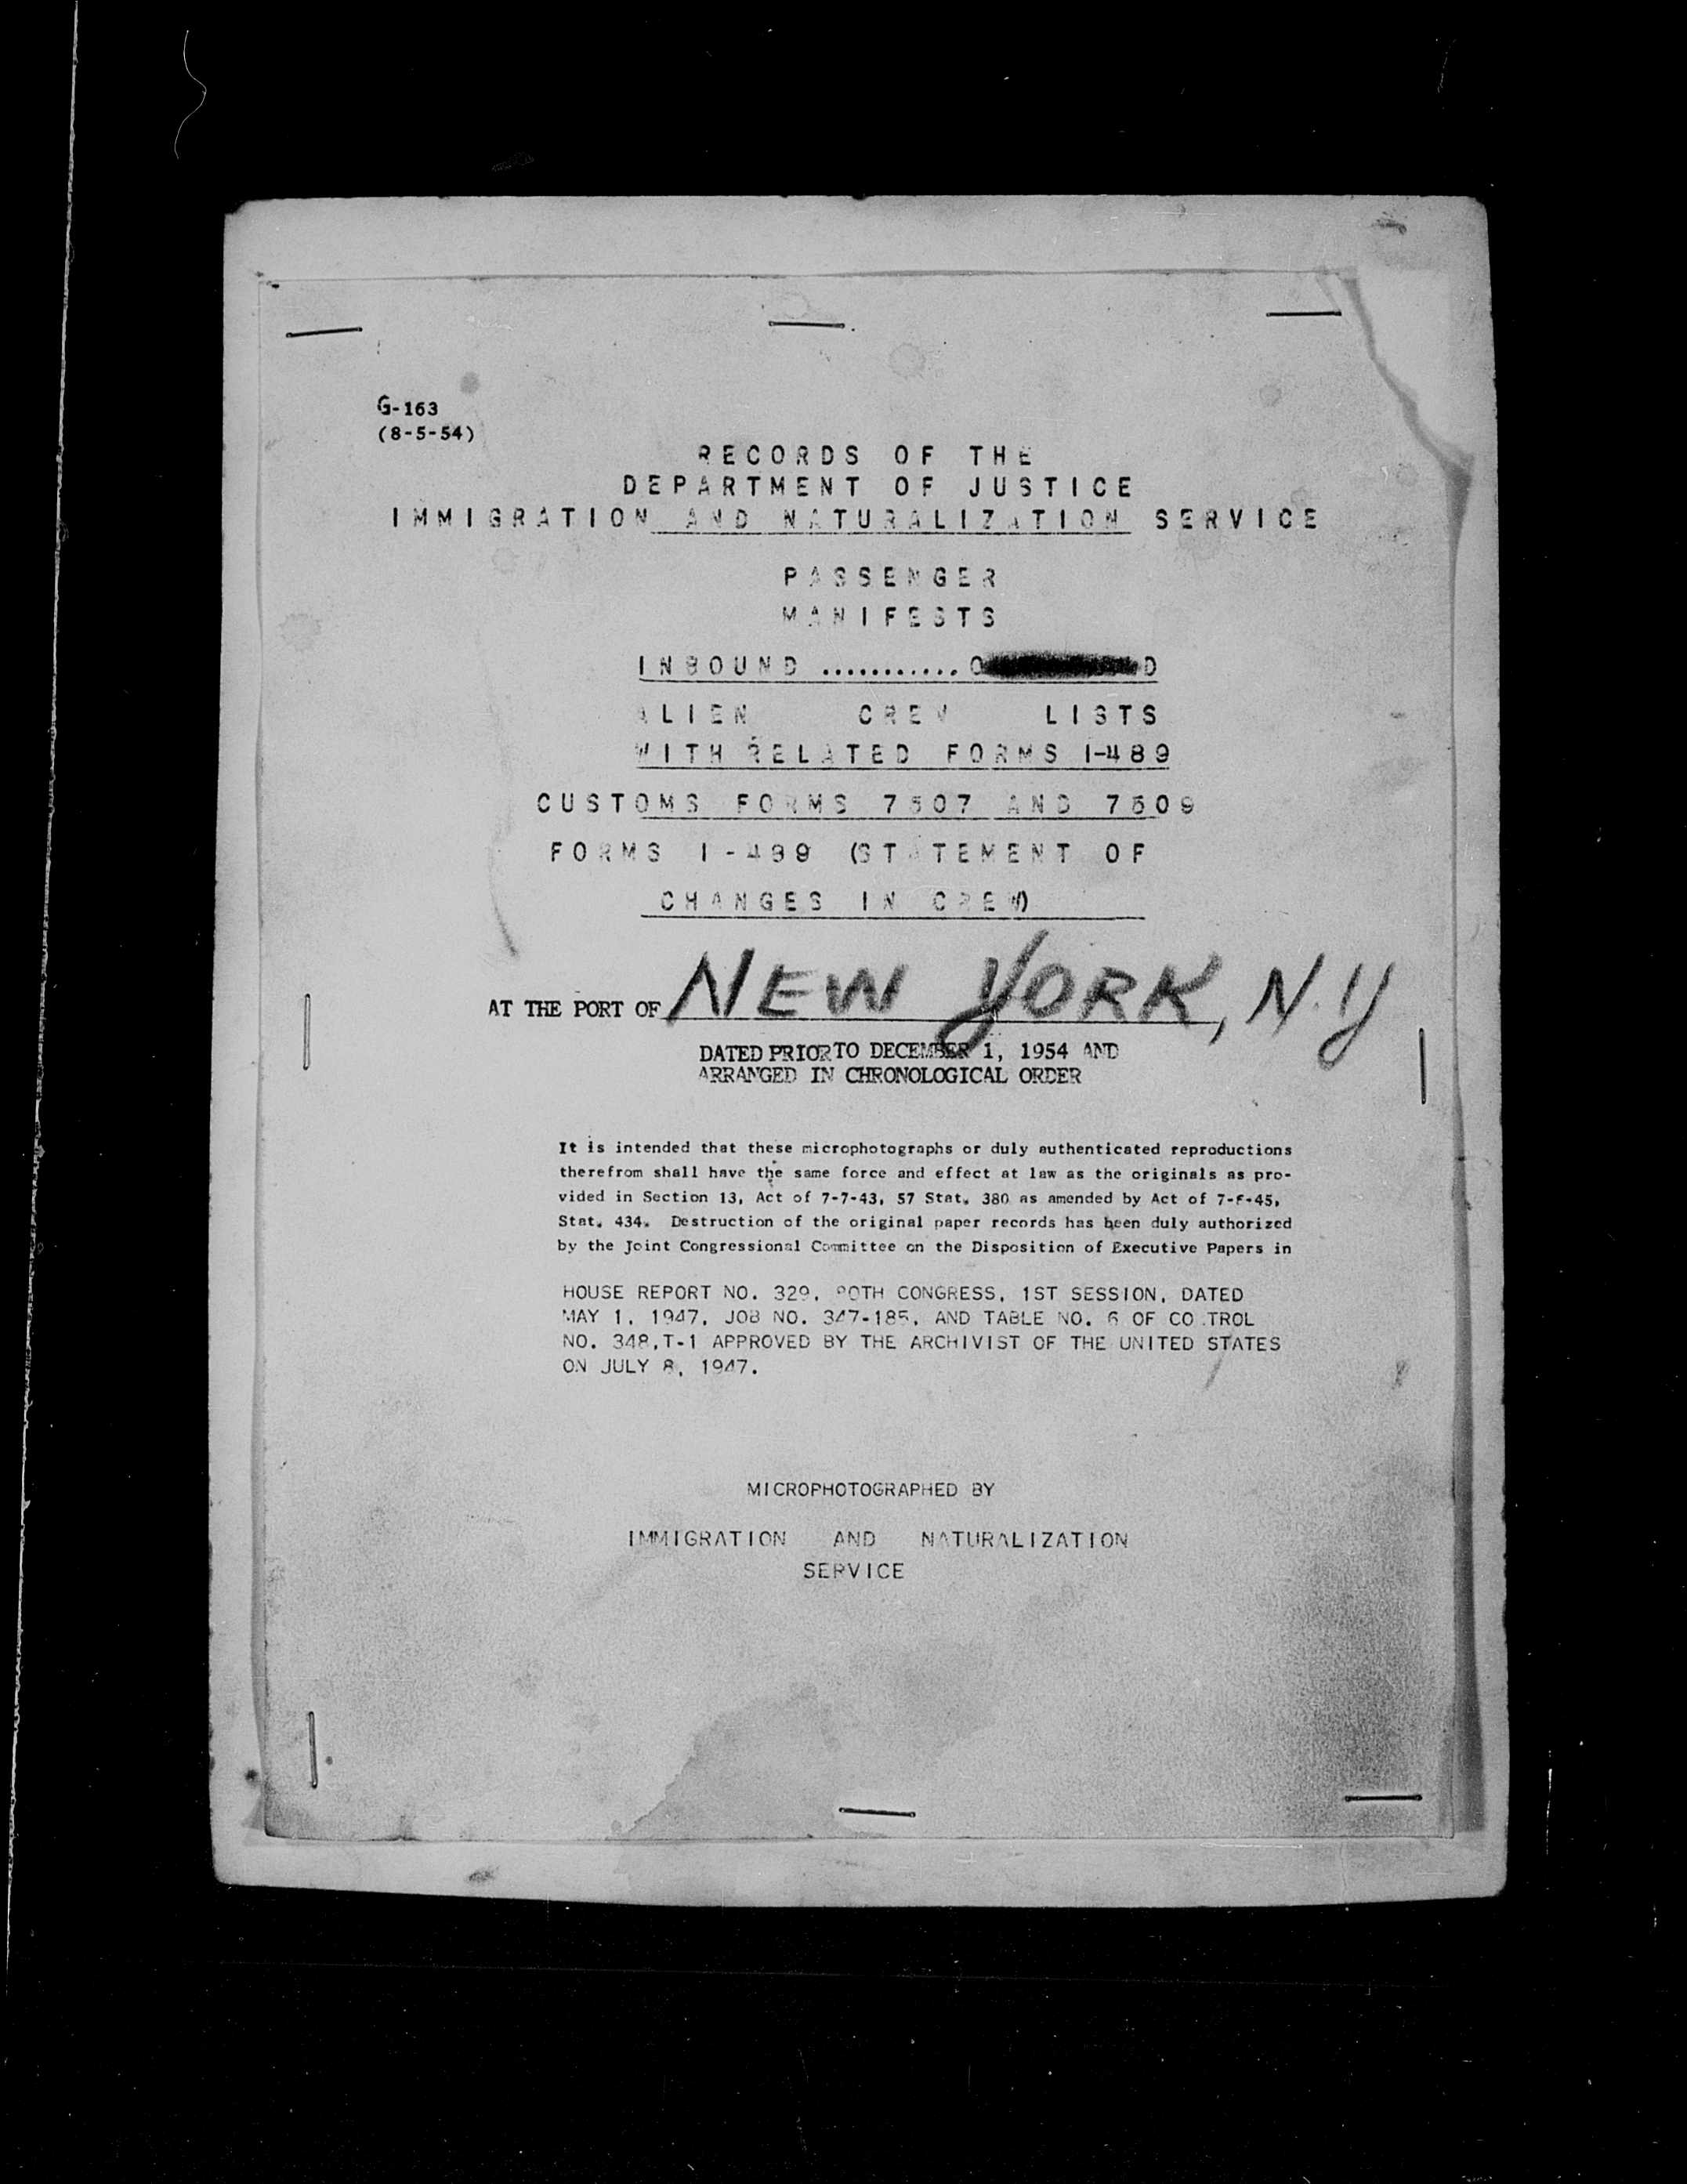 G-163
(8-5-54)
RECORDS OF THE
DEPARTMENT OF JUSTICE
IMMIGRATION AND NATURALIZATION SERVICE
PASSENGER
MANIFESTS
INBOUND ...........
ALIEN CREW LISTS
WITH RELATED FORMS I-489
CUSTOMS FORMS 7507 AND 7509
FORMS I-489 (STATEMENT OF
CHANGES IN CREW)
AT THE PORT OF NEW YORK, N.Y
DATED PRIOR TO DECEMBER 1, 1954 AND
ARRANGED IN CHRONOLOGICAL ORDER
It is intended that these microphotographs or duly authenticated reproductions
therefrom shall have the same force and effect at law as the originals as pro-
vided in Section 13, Act of 7-7-43, 57 Stat. 380 as amended by Act of
Stat. 434. Destruction of the original paper records has been duly authorized
by the Joint Congressional Committee on the Disposition of Executive Papers in
HOUSE REPORT NO. 329, 80TH CONGRESS, 1ST SESSION, DATED
MAY 1, 1947, JOB NO. 347-185, AND TABLE NO. 6 OF CO TROL
NO. 348,T-1 APPROVED BY THE ARCHIVIST OF THE UNITED STATES
ON JULY 8, 1947.
MICROPHOTOGRAPHED BY
IMMIGRATION AND NATURALIZATION
SERVICE